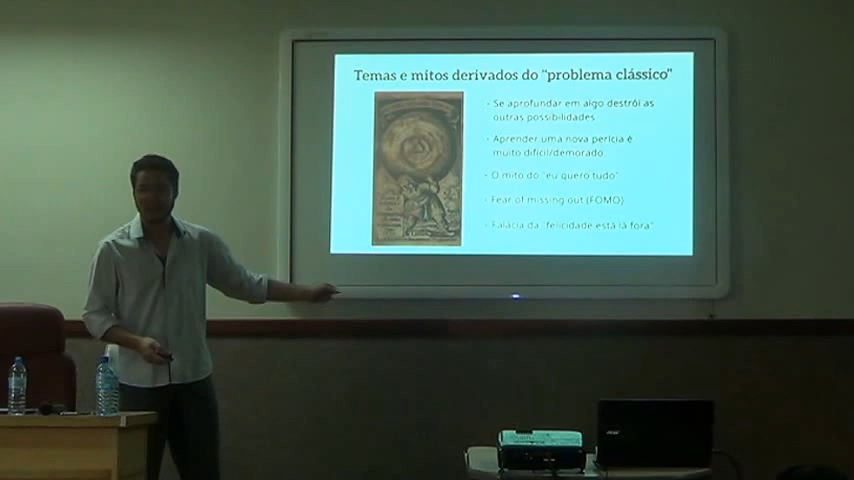 Temas e mitos derivados do "problema clássico"
- Se aprofundar em algo destrói as
outras possibilidades
- Aprender uma nova perícia é
muito difícil/demorado
- O mito do "eu quero tudo"
- Fear of missing out (FOMO)
- Falácia da "felicidade está lá fora"
acer